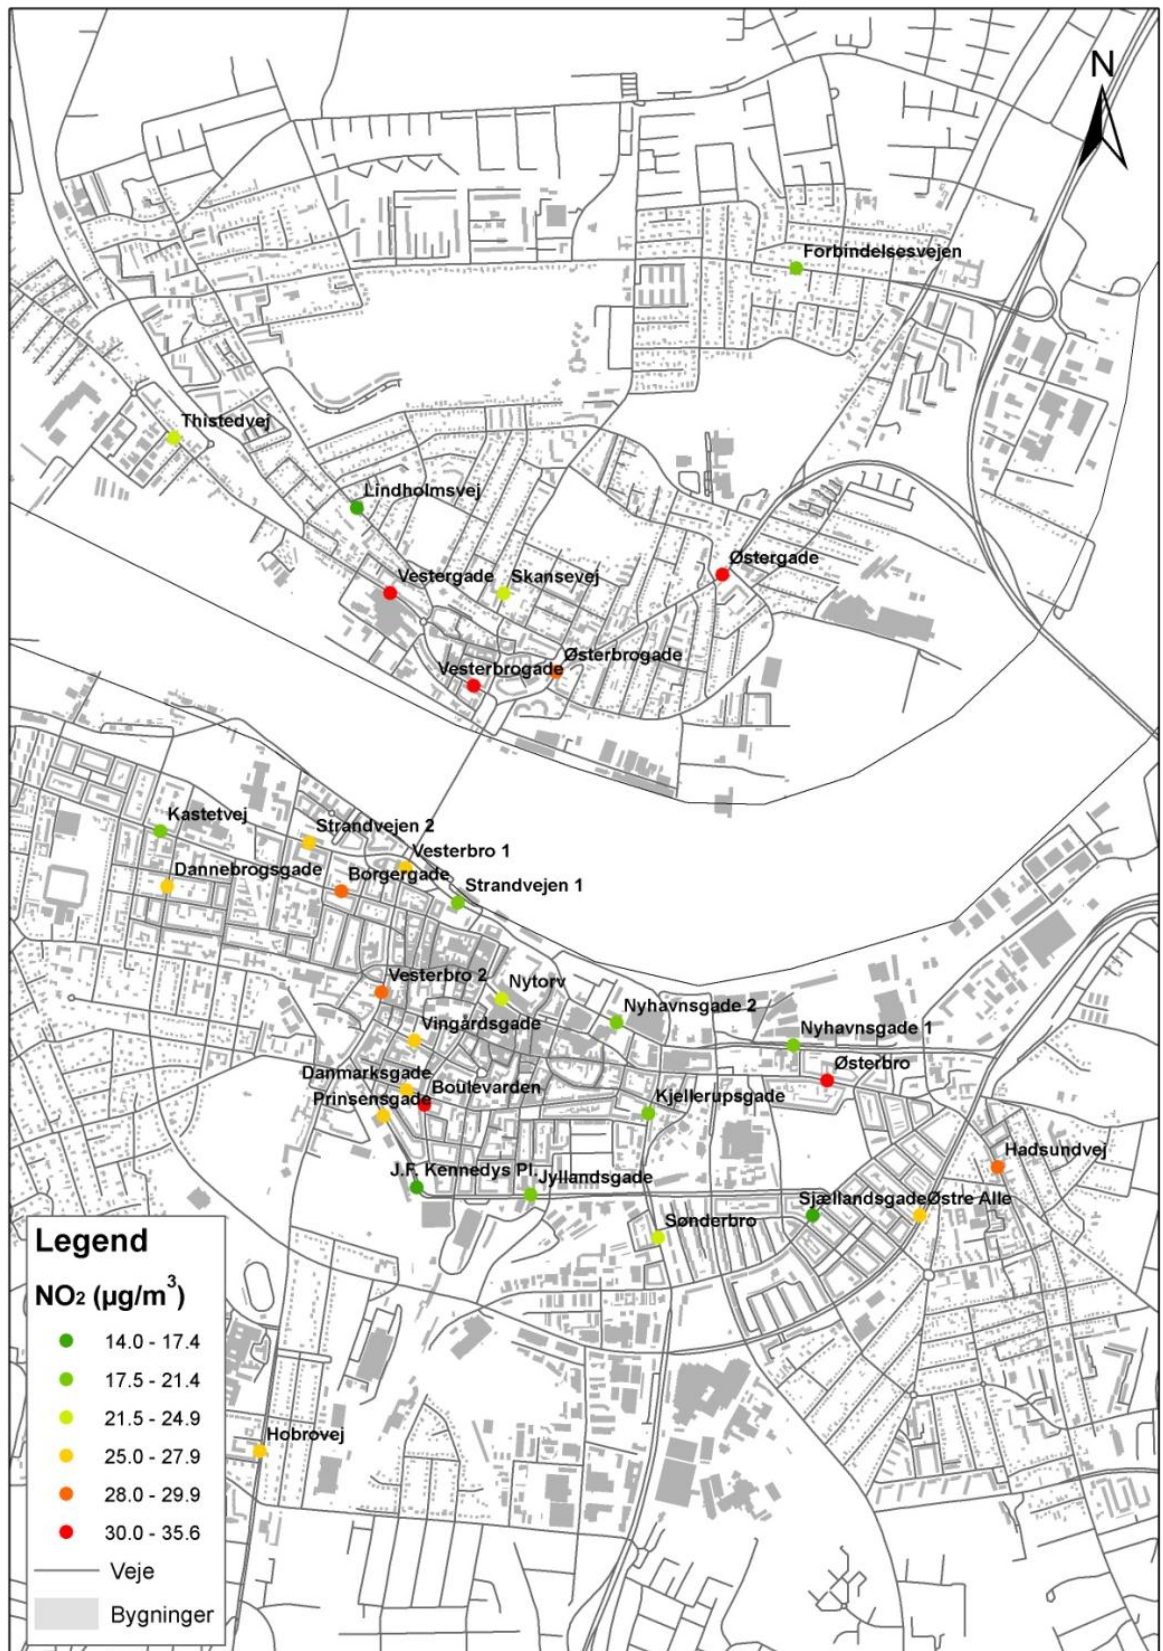 N
Forbindelsesvejen
Thistedvej
Lindholmsvej
Østergade
Vestergade
Skansevej
Østerbrogade
Vesterbrogade
Kastetvej
Strandvejen 2
Vesterbro 1
Dannebrogsgade
Borgergade
Strandvejen 1
Vesterbro 2
Nytorv
Nyhavnsgade 2
Vingårdsgade
Nyhavnsgade 1
Østerbro
Danmarksgade
Boulevarden
Prinsensgade
Kjellerupsgade
Hadsundvej
J.F. Kennedys Pl.
Jyllandsgade
Sjællandsgade
Østre Alle
Sønderbro
Hobrovej
Legend
NO2 (µg/m³)
14.0 - 17.4
17.5 - 21.4
21.5 - 24.9
25.0 - 27.9
28.0 - 29.9
30.0 - 35.6
Veje
Bygninger